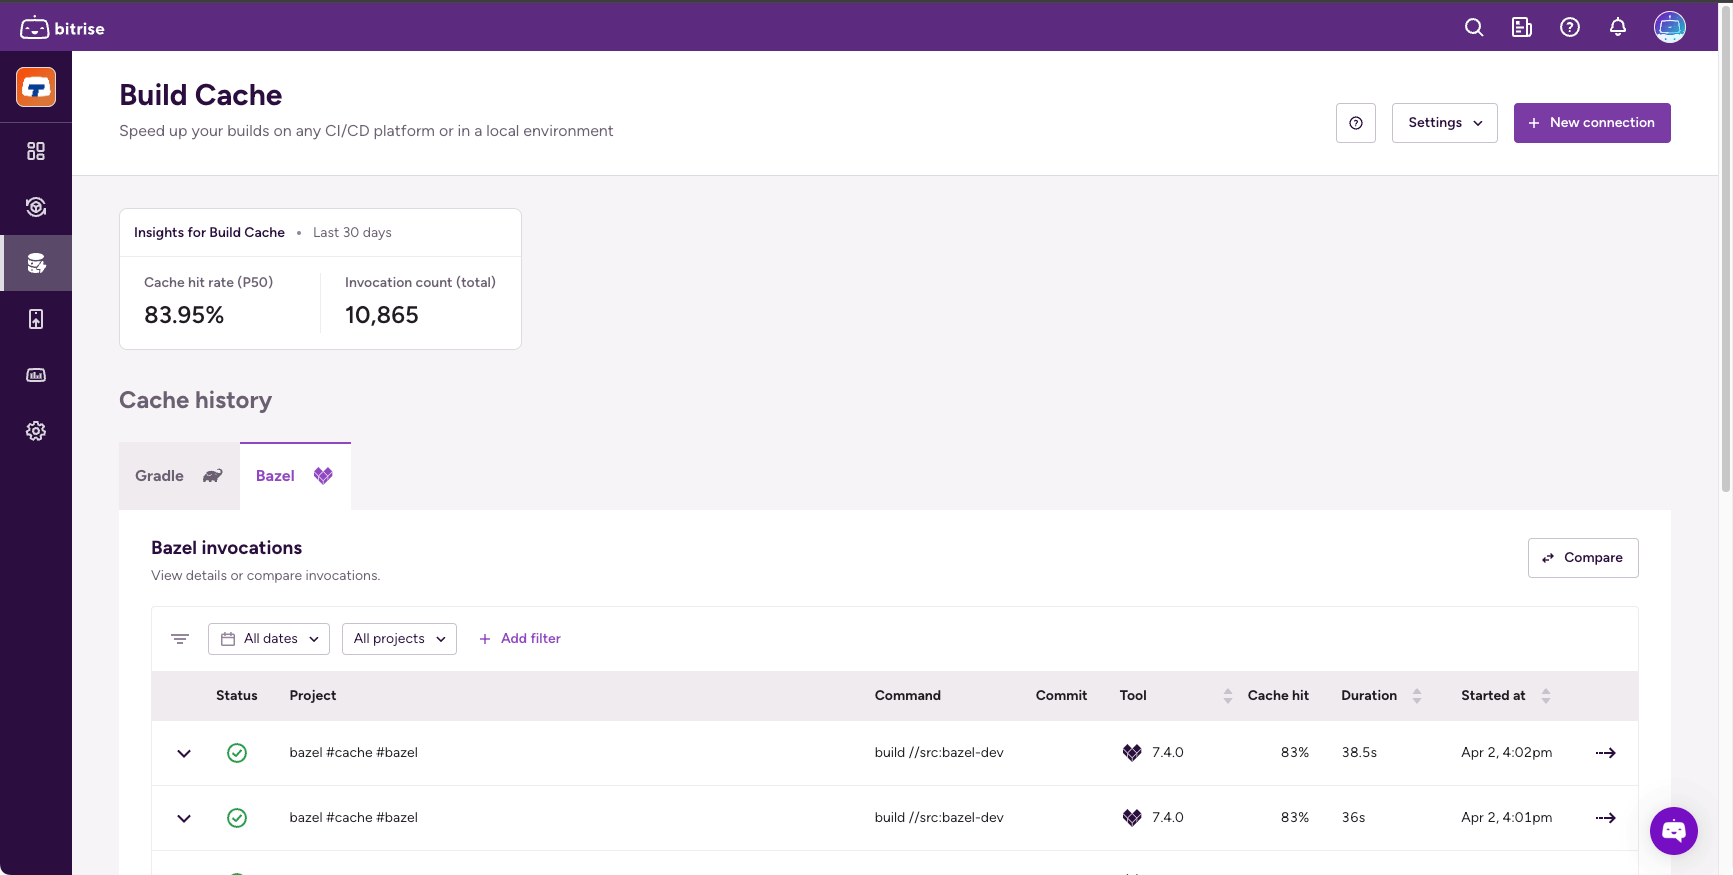 bitrise
Build Cache
Speed up your builds on any CI/CD platform or in a local environment
Settings
New connection
Insights for Build Cache • Last 30 days
Cache hit rate (P50) Invocation count (total)
83.95% 10,865
Cache history
Gradle Bazel
Bazel invocations
View details or compare invocations.
Compare
All dates All projects + Add filter
Status Project Command Commit Tool Cache hit Duration Started at
bazel #cache #bazel build //src:bazel-dev 7.4.0 83% 38.5s Apr 2, 4:02pm
bazel #cache #bazel build //src:bazel-dev 7.4.0 83% 36s Apr 2, 4:01pm